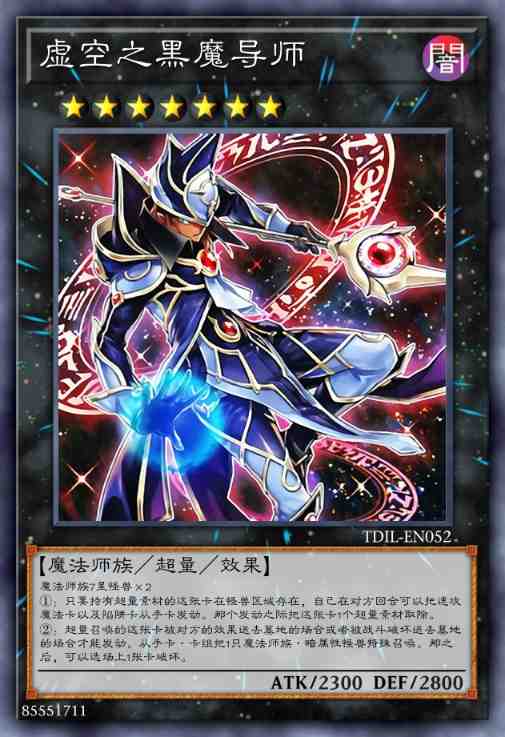 虚空之黑魔导师
闇
TDIL-EN052
【魔法师族／超量／效果】
魔法师族7星怪兽×2
①：只要持有超量素材的这张卡在怪兽区域存在，自己在对方回合可以把速攻
魔法卡以及陷阱卡从手卡发动。那个发动之际把这张卡1个超量素材取除。
②：超量召唤的这张卡被对方的效果送去墓地的场合或者被战斗破坏送去墓地
的场合才能发动。从手卡·卡组把1只魔法师族·暗属性怪兽特殊召唤。那之
后，可以选场上1张卡破坏。
ATK/2300 DEF/2800
85551711